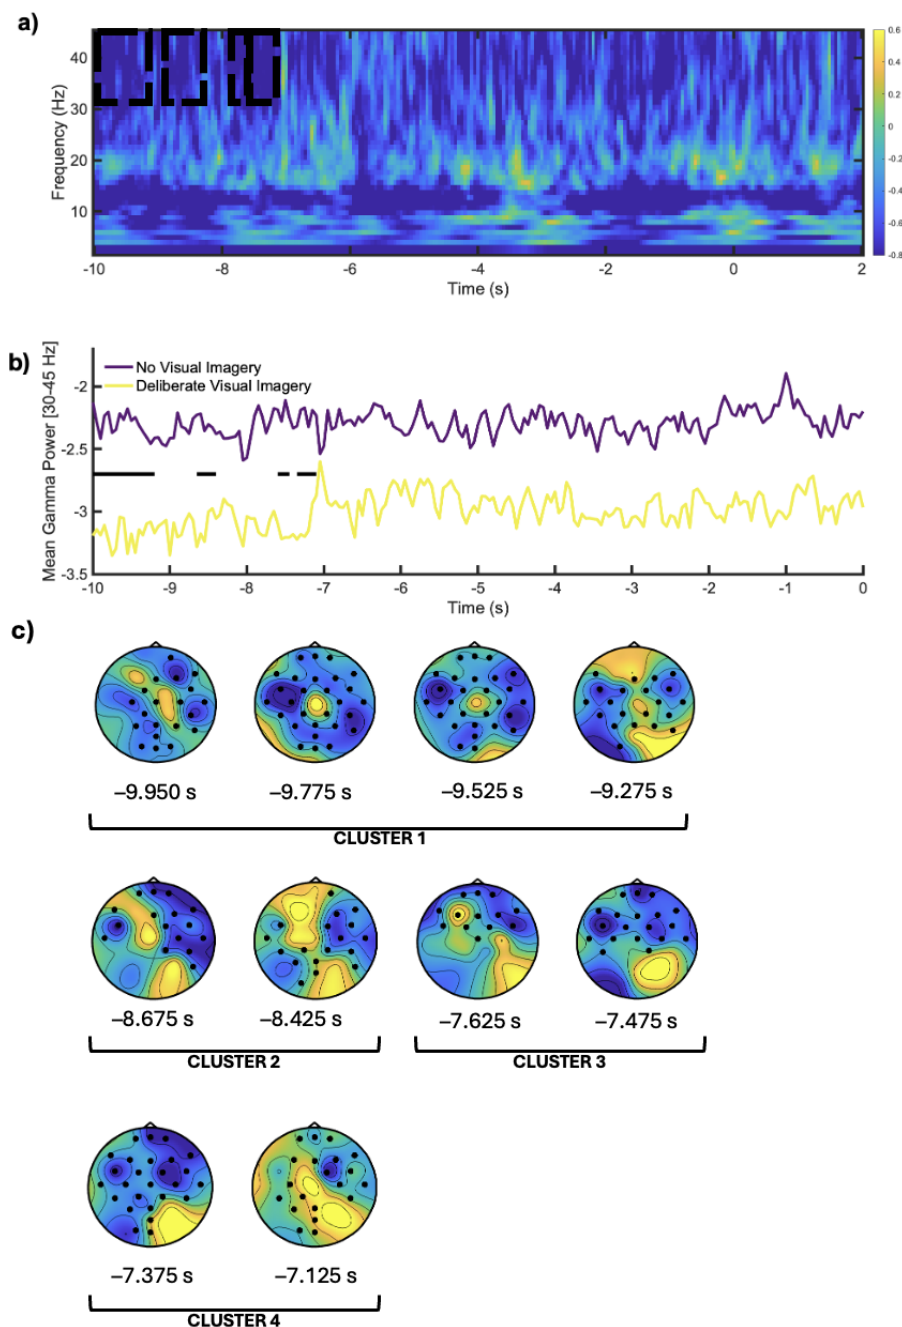 a)
Frequency (Hz)
40
30
20
10
-10
-8
-6
-4
-2
0
2
Time (s)
0.6
0.4
0.2
0
-0.2
-0.4
-0.6
-0.8
b)
Mean Gamma Power [30-45 Hz]
No Visual Imagery
Deliberate Visual Imagery
-2
-2.5
-3
-3.5
-10
-9
-8
-7
-6
-5
-4
-3
-2
-1
0
Time (s)
c)
–9.950 s
–9.775 s
–9.525 s
–9.275 s
CLUSTER 1
–8.675 s
–8.425 s
–7.625 s
–7.475 s
CLUSTER 2
CLUSTER 3
–7.375 s
–7.125 s
CLUSTER 4